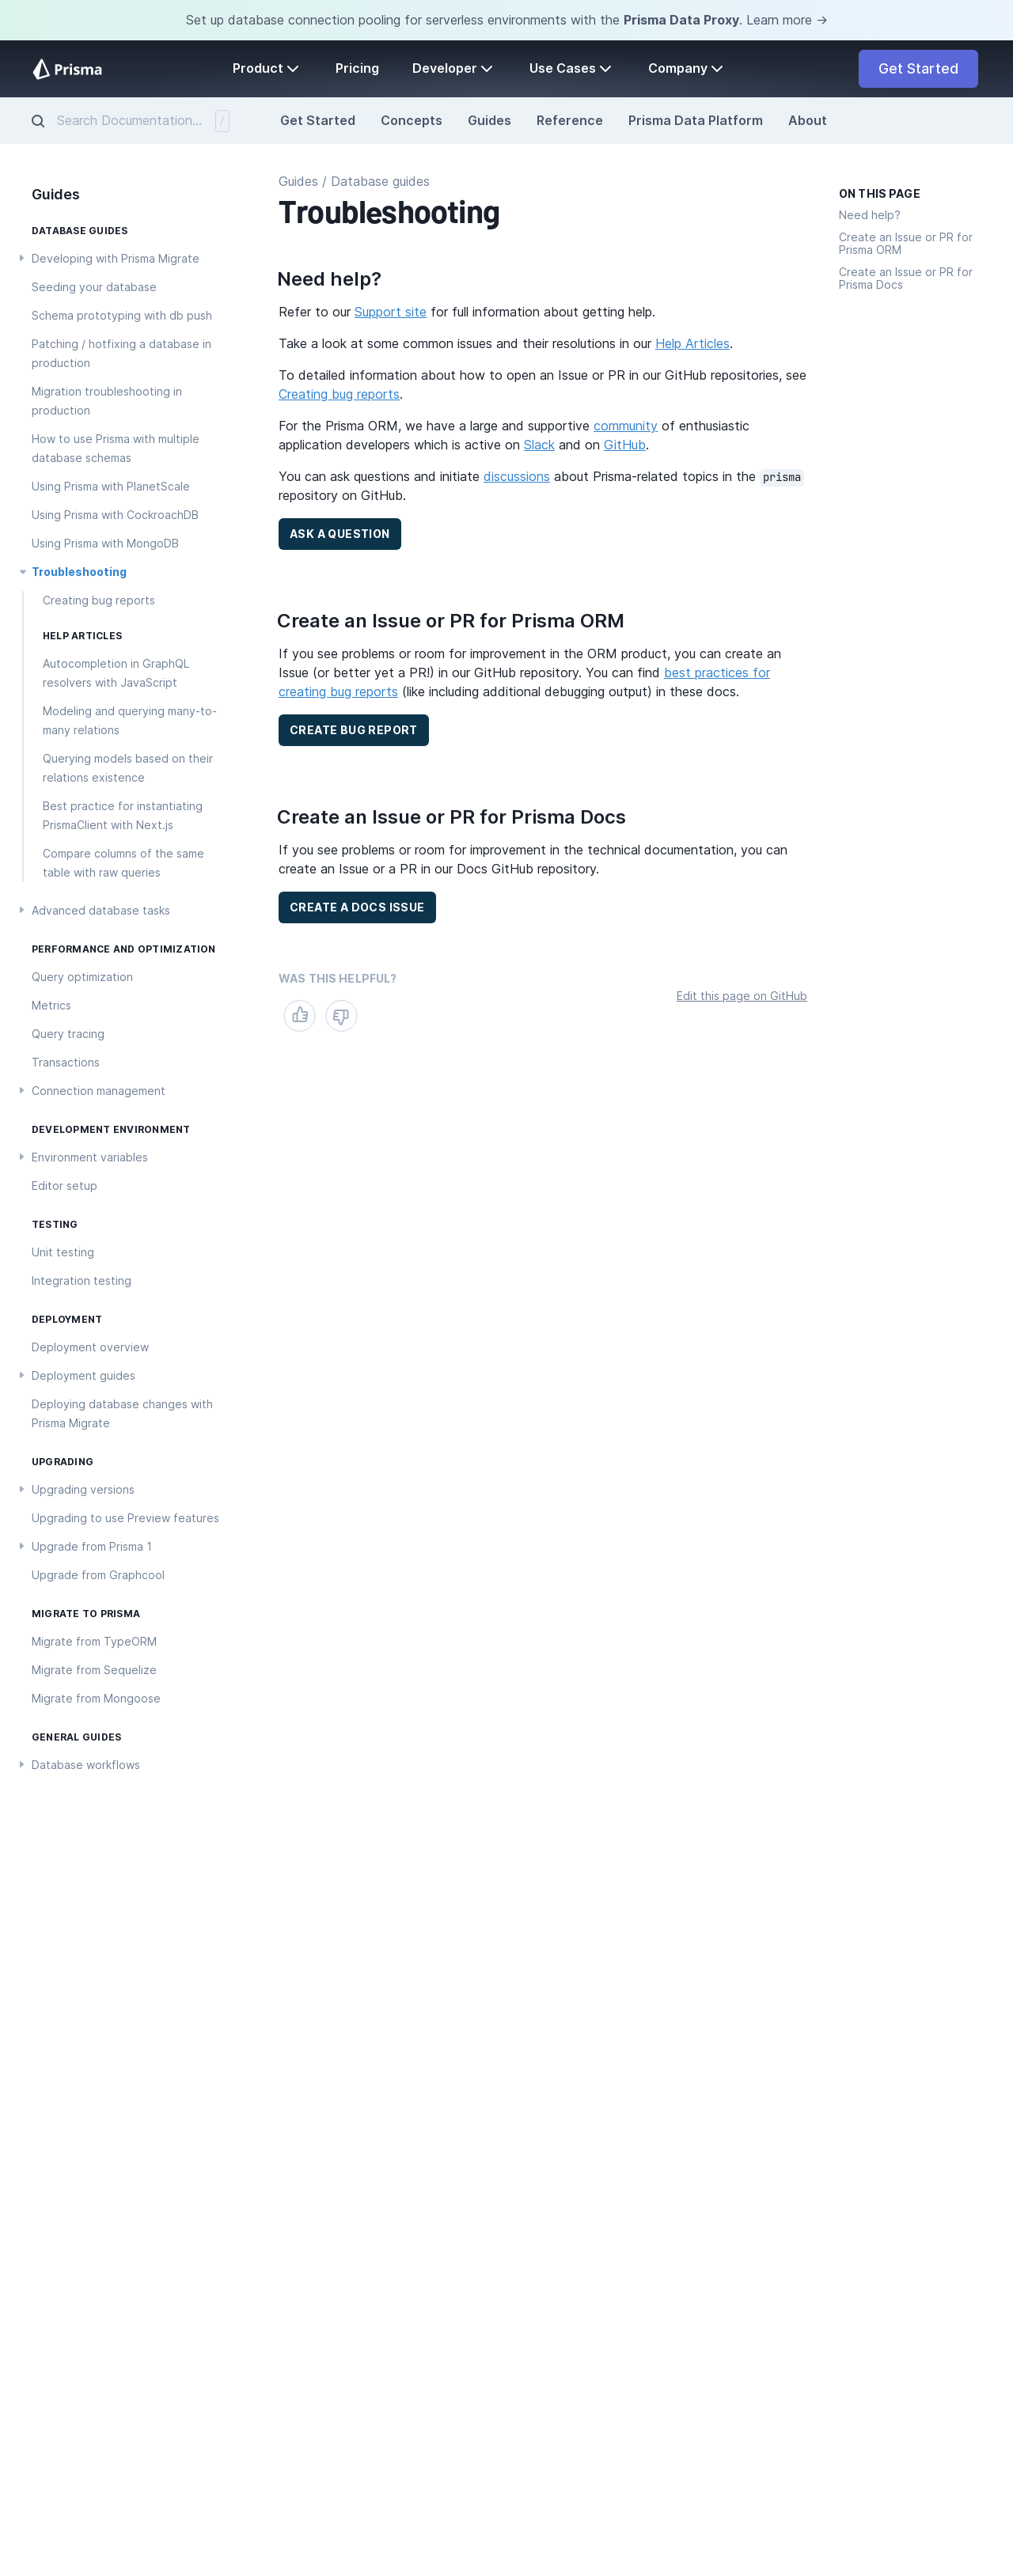 Set up database connection pooling for serverless environments with the Prisma Data Proxy. Learn more →
Prisma
Product
Pricing
Developer
Use Cases
Company
Get Started
Search Documentation...
/
Get Started
Concepts
Guides
Reference
Prisma Data Platform
About
Guides
DATABASE GUIDES
Developing with Prisma Migrate
Seeding your database
Schema prototyping with db push
Patching / hotfixing a database in
production
Migration troubleshooting in
production
How to use Prisma with multiple
database schemas
Using Prisma with PlanetScale
Using Prisma with CockroachDB
Using Prisma with MongoDB
Troubleshooting
Creating bug reports
HELP ARTICLES
Autocompletion in GraphQL
resolvers with JavaScript
Modeling and querying many-to-
many relations
Querying models based on their
relations existence
Best practice for instantiating
PrismaClient with Next.js
Compare columns of the same
table with raw queries
Advanced database tasks
PERFORMANCE AND OPTIMIZATION
Query optimization
Metrics
Query tracing
Transactions
Connection management
DEVELOPMENT ENVIRONMENT
Environment variables
Editor setup
TESTING
Unit testing
Integration testing
DEPLOYMENT
Deployment overview
Deployment guides
Deploying database changes with
Prisma Migrate
UPGRADING
Upgrading versions
Upgrading to use Preview features
Upgrade from Prisma 1
Upgrade from Graphcool
MIGRATE TO PRISMA
Migrate from TypeORM
Migrate from Sequelize
Migrate from Mongoose
GENERAL GUIDES
Database workflows
Guides / Database guides
Troubleshooting
Need help?
Refer to our Support site for full information about getting help.
Take a look at some common issues and their resolutions in our Help Articles.
To detailed information about how to open an Issue or PR in our GitHub repositories, see
Creating bug reports.
For the Prisma ORM, we have a large and supportive community of enthusiastic
application developers which is active on Slack and on GitHub.
You can ask questions and initiate discussions about Prisma-related topics in the prisma
repository on GitHub.
ASK A QUESTION
Create an Issue or PR for Prisma ORM
If you see problems or room for improvement in the ORM product, you can create an
Issue (or better yet a PR!) in our GitHub repository. You can find best practices for
creating bug reports (like including additional debugging output) in these docs.
CREATE BUG REPORT
Create an Issue or PR for Prisma Docs
If you see problems or room for improvement in the technical documentation, you can
create an Issue or a PR in our Docs GitHub repository.
CREATE A DOCS ISSUE
WAS THIS HELPFUL?
Edit this page on GitHub
ON THIS PAGE
Need help?
Create an Issue or PR for
Prisma ORM
Create an Issue or PR for
Prisma Docs